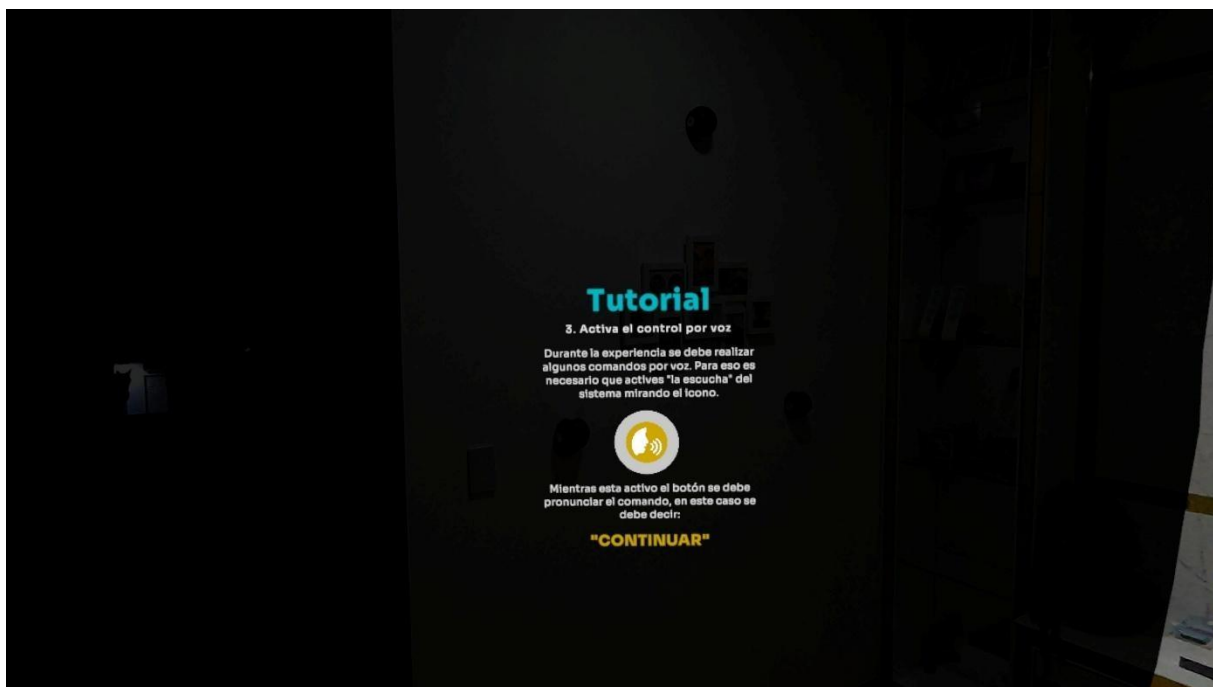 Tutorial
3. Activa el control por voz
Durante la experiencia se debe realizar
algunos comandos por voz. Para eso es
necesario que actives "la escucha" del
sistema mirando el icono.
Mientras esta activo el botón se debe
pronunciar el comando, en este caso se
debe decir:
"CONTINUAR"